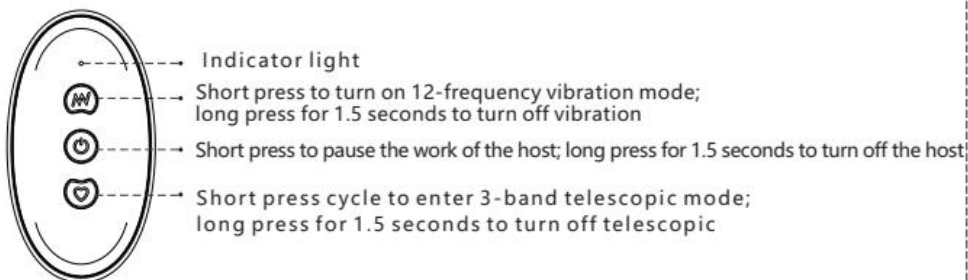 Indicator light
Short press to turn on 12-frequency vibration mode;
long press for 1.5 seconds to turn off vibration
Short press to pause the work of the host; long press for 1.5 seconds to turn off the host
Short press cycle to enter 3-band telescopic mode;
long press for 1.5 seconds to turn off telescopic